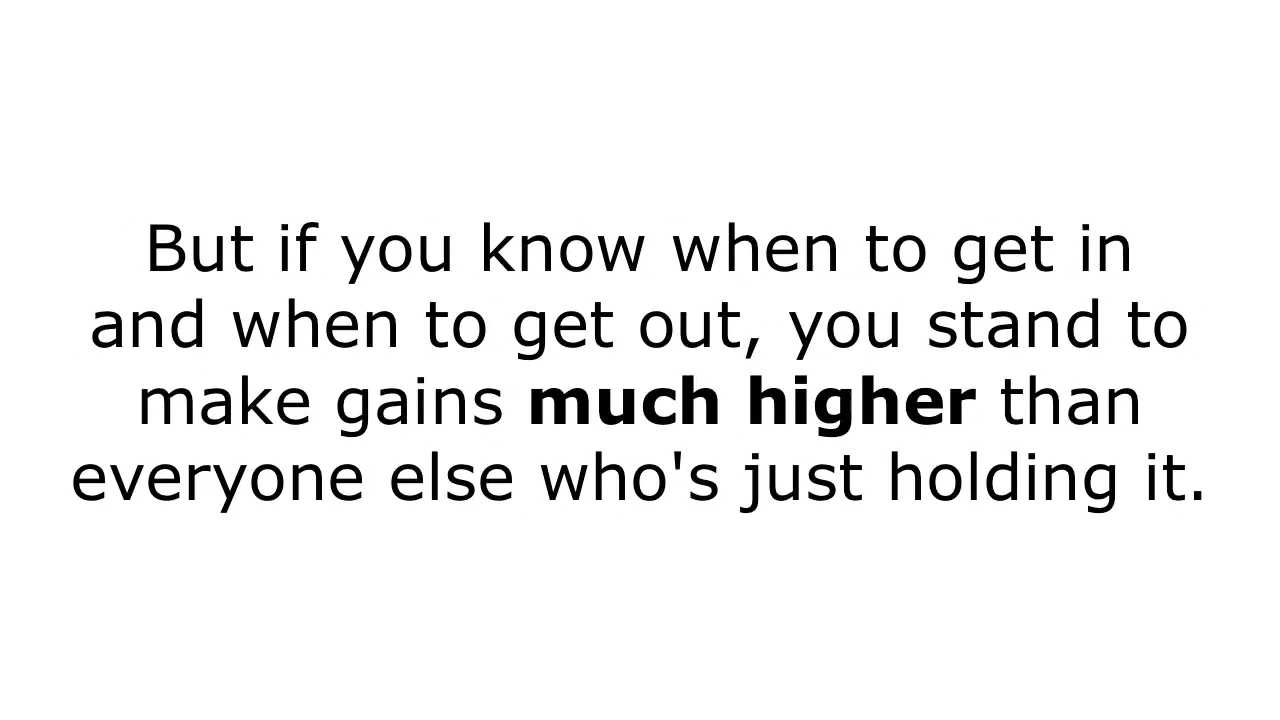 But if you know when to get in
and when to get out, you stand to
make gains much higher than
everyone else who's just holding it.